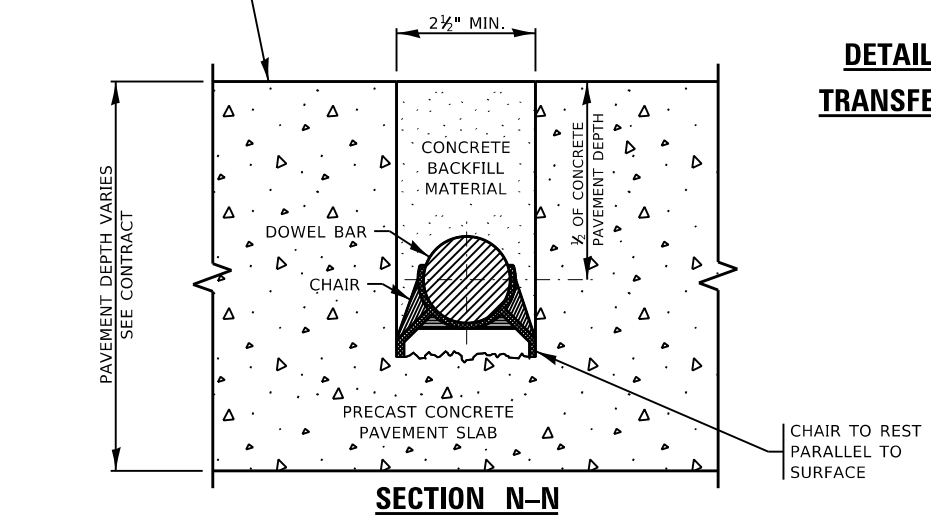 2½" MIN.
DETAIL
TRANSFE
CONCRETE
BACKFILL
MATERIAL
½ OF CONCRETE
PAVEMENT DEPTH
PAVEMENT DEPTH VARIES
SEE CONTRACT
DOWEL BAR
CHAIR
PRECAST CONCRETE
PAVEMENT SLAB
CHAIR TO REST
PARALLEL TO
SURFACE
SECTION N–N